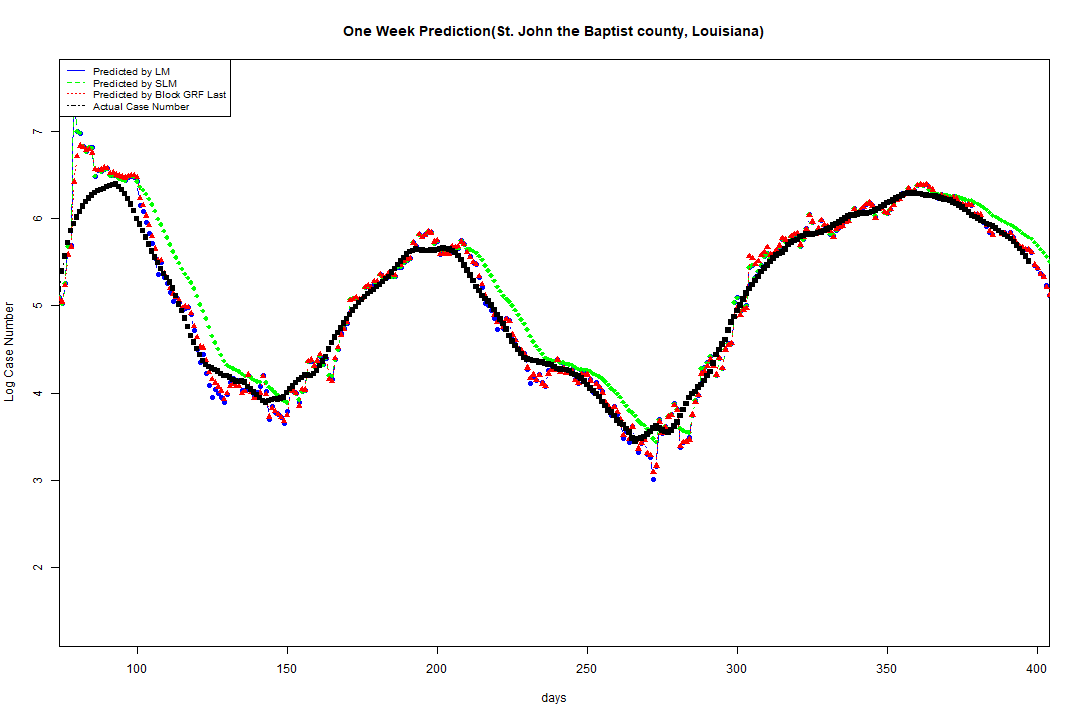 One Week Prediction(St. John the Baptist county, Louisiana)
Predicted by LM
Predicted by SLM
Predicted by Block GRF Last
Actual Case Number
7
6
5
4
3
2
Log Case Number
100 150 200 250 300 350 400
days